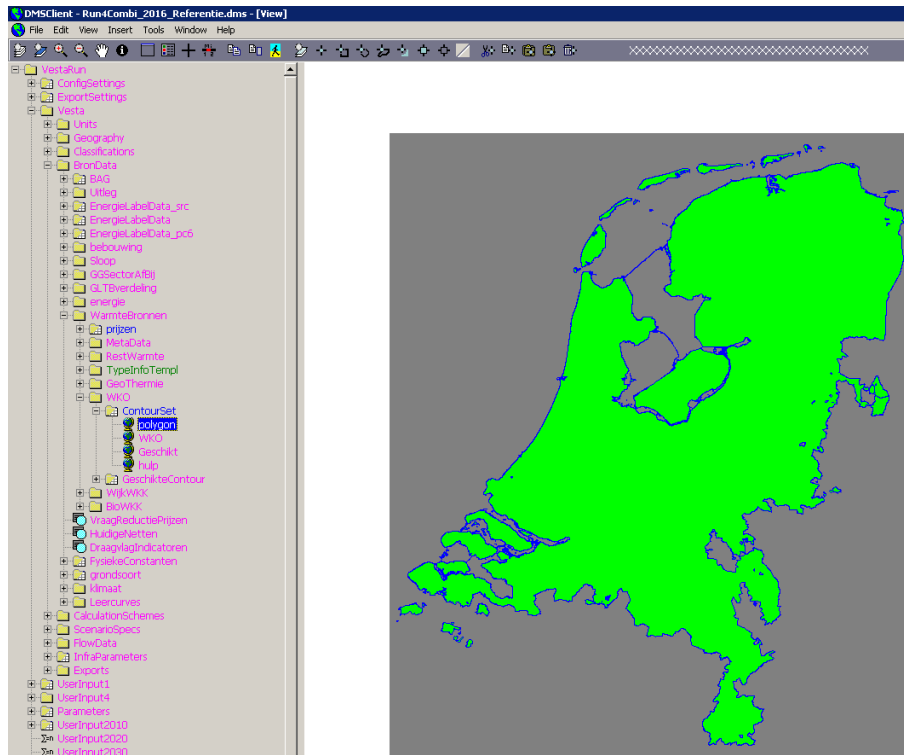 DMSClient - Run4Combi_2016_Referentie.dms - [View]
File Edit View Insert Tools Window Help
VestaRun
ConfigSettings
ExportSettings
Vesta
Units
Geography
Classifications
BronData
BAG
Uitleg
EnergieLabelData_src
EnergieLabelData
EnergieLabelData_pc6
bebouwing
Sloop
GGSectorAfBij
GLTBverdeling
energie
WarmteBronnen
prijzen
MetaData
RestWarmte
TypeInfoTempl
GeoThermie
WKO
ContourSet
polygon
WKO
Geschikt
hulp
GeschikteContour
WijkWKK
BioWKK
VraagReductiePrijzen
HuidigeNetten
DraagvlagIndicatoren
FysiekeConstanten
grondsoort
klimaat
Leercurves
CalculationSchemes
ScenarioSpecs
FlowData
InfraParameters
Exports
UserInput1
UserInput4
Parameters
UserInput2010
Σ=n UserInput2020
Σ=n UserInput2030